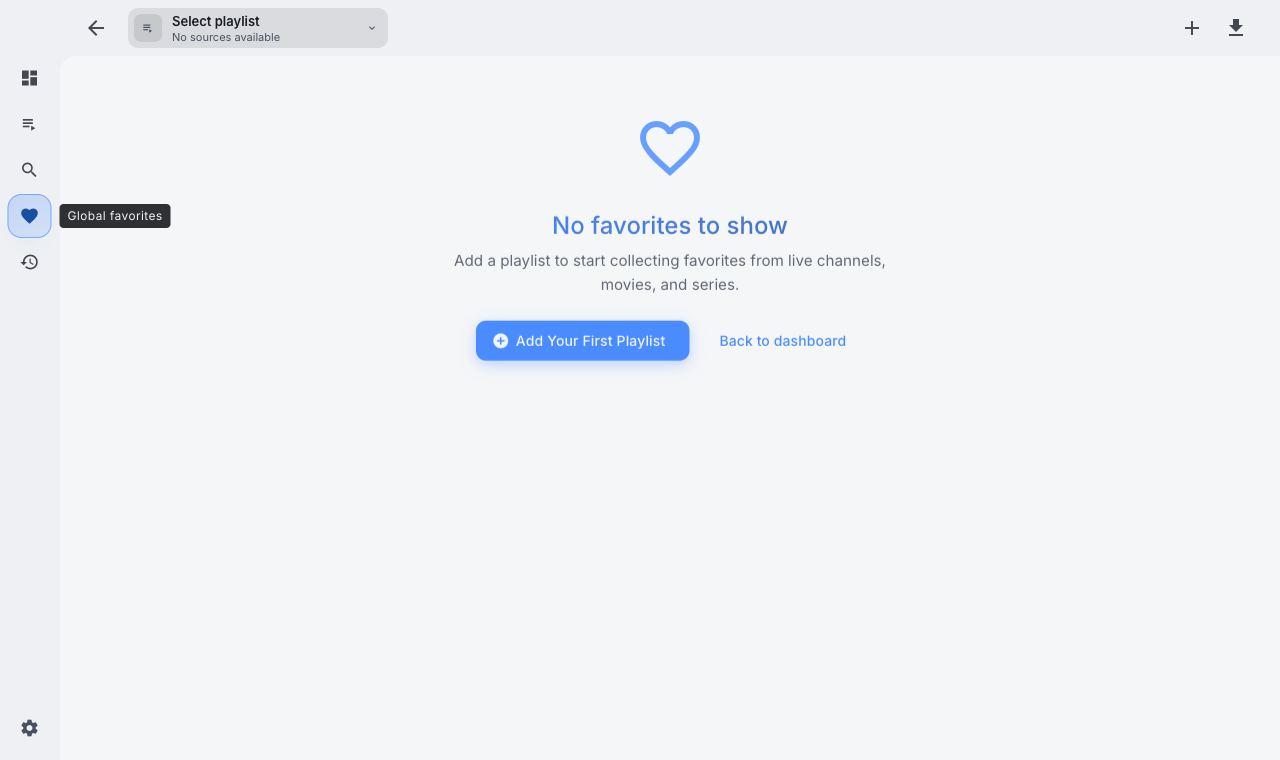 Select playlist
No sources available
Global favorites
No favorites to show
Add a playlist to start collecting favorites from live channels,
movies, and series.
Add Your First Playlist
Back to dashboard